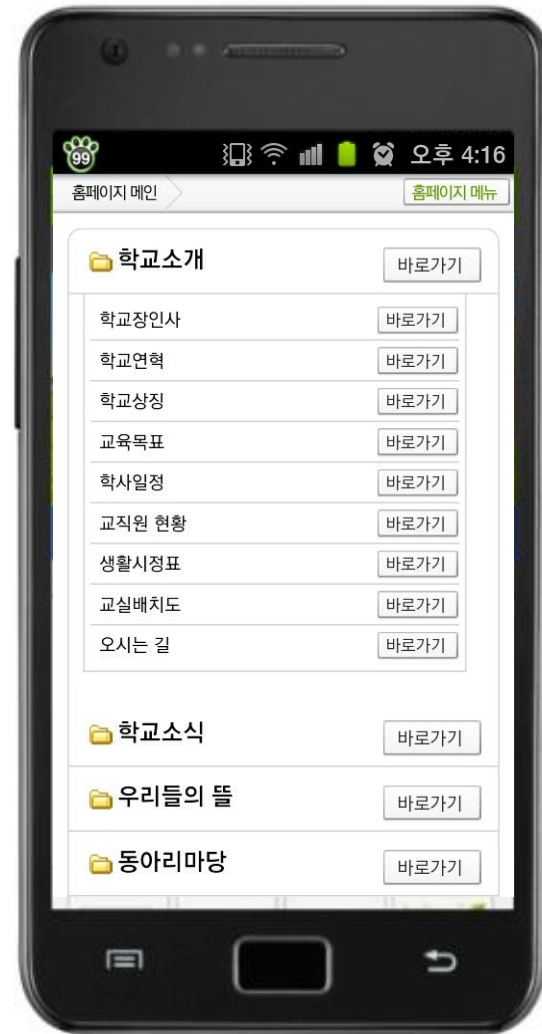 99
오후 4:16
홈페이지 메인
홈페이지 메뉴
학교소개 바로가기
학교장인사 바로가기
학교연혁 바로가기
학교상징 바로가기
교육목표 바로가기
학사일정 바로가기
교직원 현황 바로가기
생활시정표 바로가기
교실배치도 바로가기
오시는 길 바로가기
학교소식 바로가기
우리들의 뜰 바로가기
동아리마당 바로가기